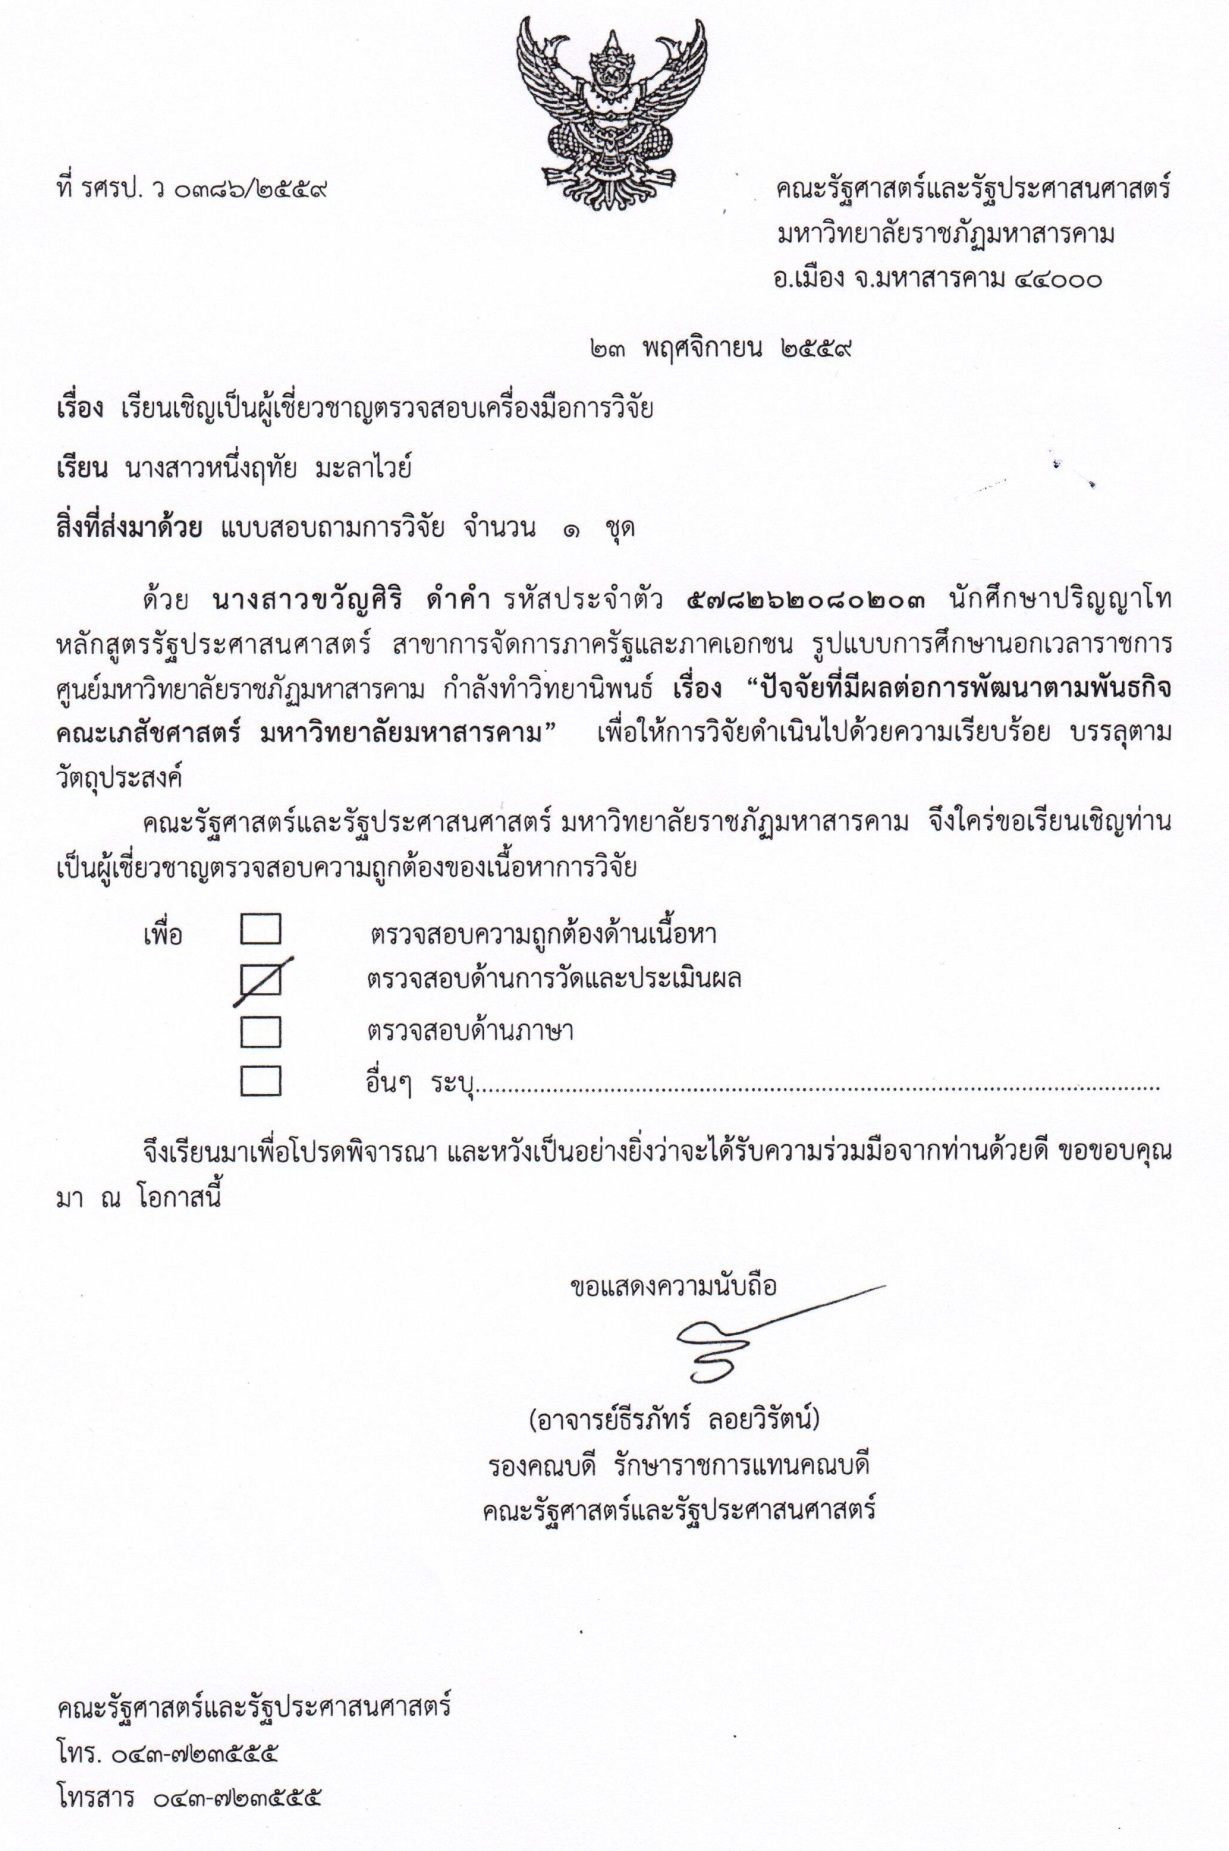 ที่ รศรป. ว ๐๓๘๖/๒๕๕๙
คณะรัฐศาสตร์และรัฐประศาสนศาสตร์
มหาวิทยาลัยราชภัฏมหาสารคาม
อ.เมือง จ.มหาสารคาม ๔๔๐๐๐
๒๓ พฤศจิกายน ๒๕๕๙
เรื่อง เรียนเชิญเป็นผู้เชี่ยวชาญตรวจสอบเครื่องมือการวิจัย
เรียน นางสาวหนึ่งฤทัย มะลาไวย์
สิ่งที่ส่งมาด้วย แบบสอบถามการวิจัย จำนวน ๑ ชุด
ด้วย นางสาวขวัญศิริ ดำคำ รหัสประจำตัว ๕๗๘๒๖๒๐๘๐๒๐๓ นักศึกษาปริญญาโท
หลักสูตรรัฐประศาสนศาสตร์ สาขาการจัดการภาครัฐและภาคเอกชน รูปแบบการศึกษานอกเวลาราชการ
ศูนย์มหาวิทยาลัยราชภัฏมหาสารคาม กำลังทำวิทยานิพนธ์ เรื่อง “ปัจจัยที่มีผลต่อการพัฒนาตามพันธกิจ
คณะเภสัชศาสตร์ มหาวิทยาลัยมหาสารคาม” เพื่อให้การวิจัยดำเนินไปด้วยความเรียบร้อย บรรลุตาม
วัตถุประสงค์
คณะรัฐศาสตร์และรัฐประศาสนศาสตร์ มหาวิทยาลัยราชภัฏมหาสารคาม จึงใคร่ขอเรียนเชิญท่าน
เป็นผู้เชี่ยวชาญตรวจสอบความถูกต้องของเนื้อหาการวิจัย
เพื่อ ตรวจสอบความถูกต้องด้านเนื้อหา
ตรวจสอบด้านการวัดและประเมินผล
ตรวจสอบด้านภาษา
อื่นๆ ระบุ....................................................................................................
จึงเรียนมาเพื่อโปรดพิจารณา และหวังเป็นอย่างยิ่งว่าจะได้รับความร่วมมือจากท่านด้วยดี ขอขอบคุณ
มา ณ โอกาสนี้
ขอแสดงความนับถือ
(อาจารย์ธีรภัทร์ ลอยวิรัตน์)
รองคณบดี รักษาราชการแทนคณบดี
คณะรัฐศาสตร์และรัฐประศาสนศาสตร์
คณะรัฐศาสตร์และรัฐประศาสนศาสตร์
โทร. ๐๔๓-๗๒๓๕๕๕
โทรสาร ๐๔๓-๗๒๓๕๕๕